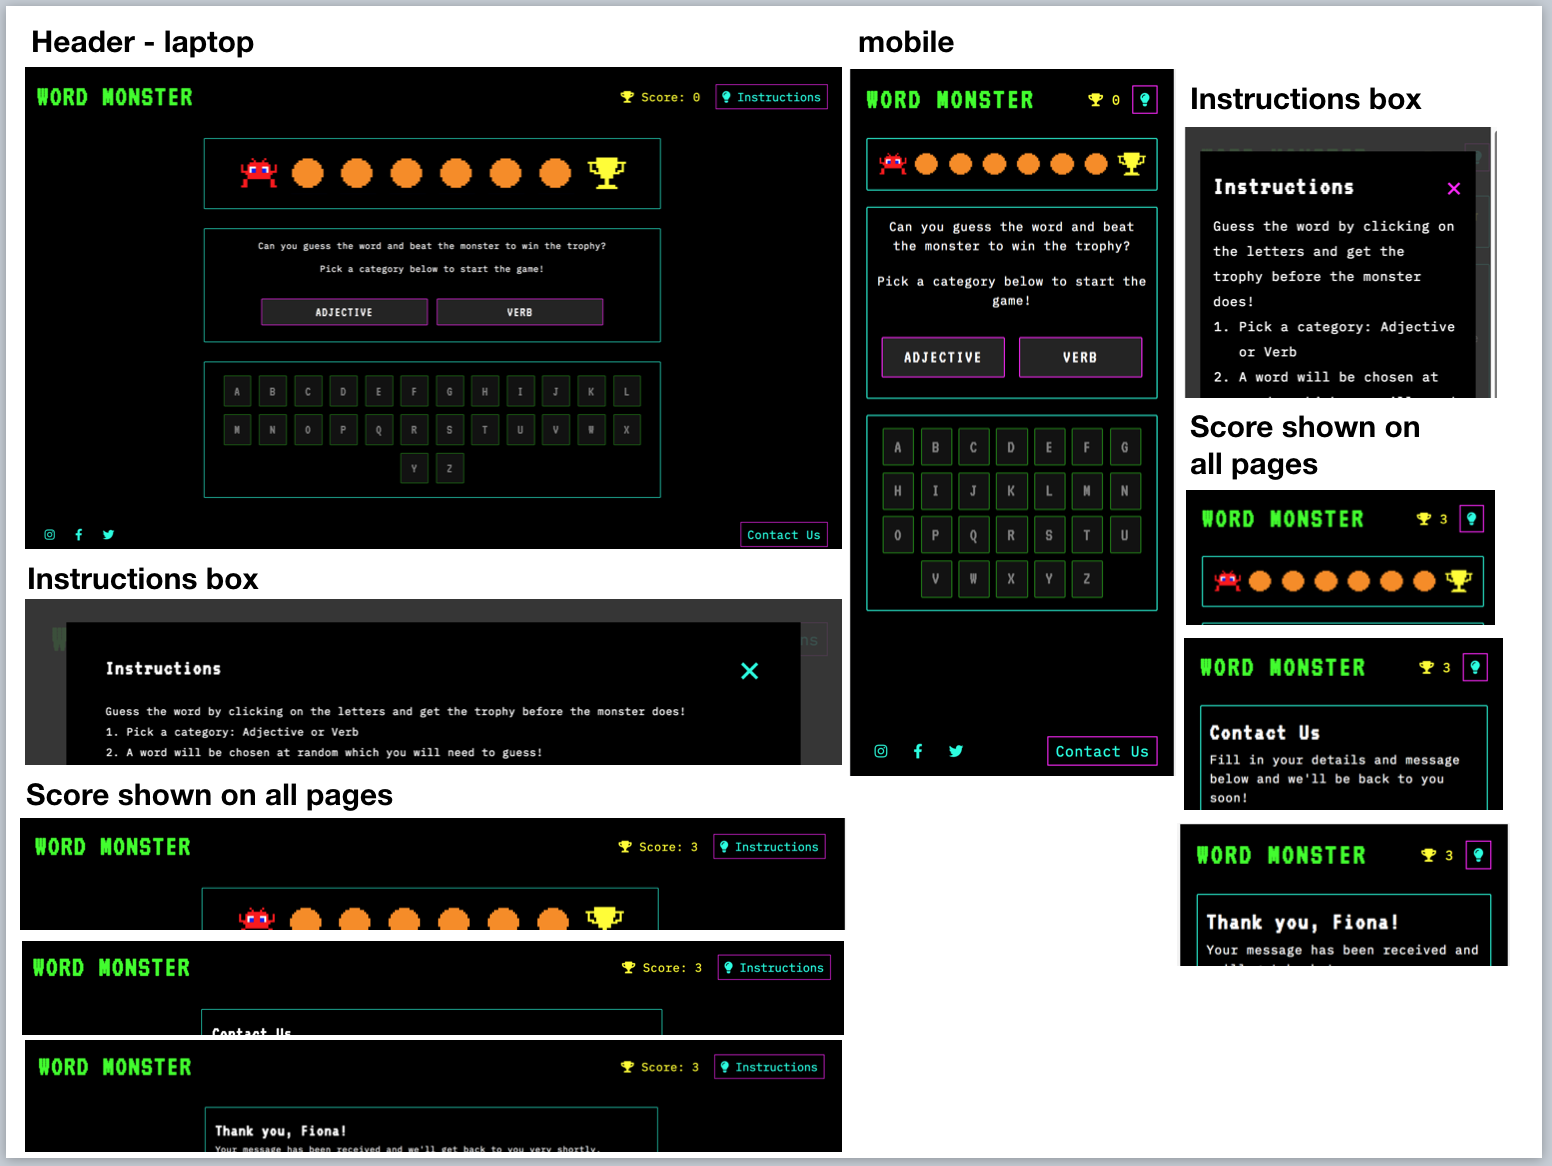 Header - laptop
WORD MONSTER
Score: 0
Instructions
Can you guess the word and beat the monster to win the trophy?
Pick a category below to start the game!
ADJECTIVE VERB
A B C D E F G H I J K L
M N O P Q R S T U V W X
Y Z
Contact Us
Instructions box
Instructions
Guess the word by clicking on the letters and get the trophy before the monster does!
1. Pick a category: Adjective or Verb
2. A word will be chosen at random which you will need to guess!
Score shown on all pages
WORD MONSTER
Score: 3
Instructions
WORD MONSTER
Score: 3
Instructions
Contact Us
WORD MONSTER
Score: 3
Instructions
Thank you, Fiona!
Your message has been received and we'll get back to you very shortly.
mobile
WORD MONSTER
0
Can you guess the word and beat
the monster to win the trophy?
Pick a category below to start the
game!
ADJECTIVE VERB
A B C D E F G
H I J K L M N
O P Q R S T U
V W X Y Z
Contact Us
Instructions box
Instructions
Guess the word by clicking on
the letters and get the
trophy before the monster
does!
1. Pick a category: Adjective
or Verb
2. A word will be chosen at
Score shown on
all pages
WORD MONSTER
3
WORD MONSTER
3
Contact Us
Fill in your details and message
below and we'll be back to you
soon!
WORD MONSTER
3
Thank you, Fiona!
Your message has been received and